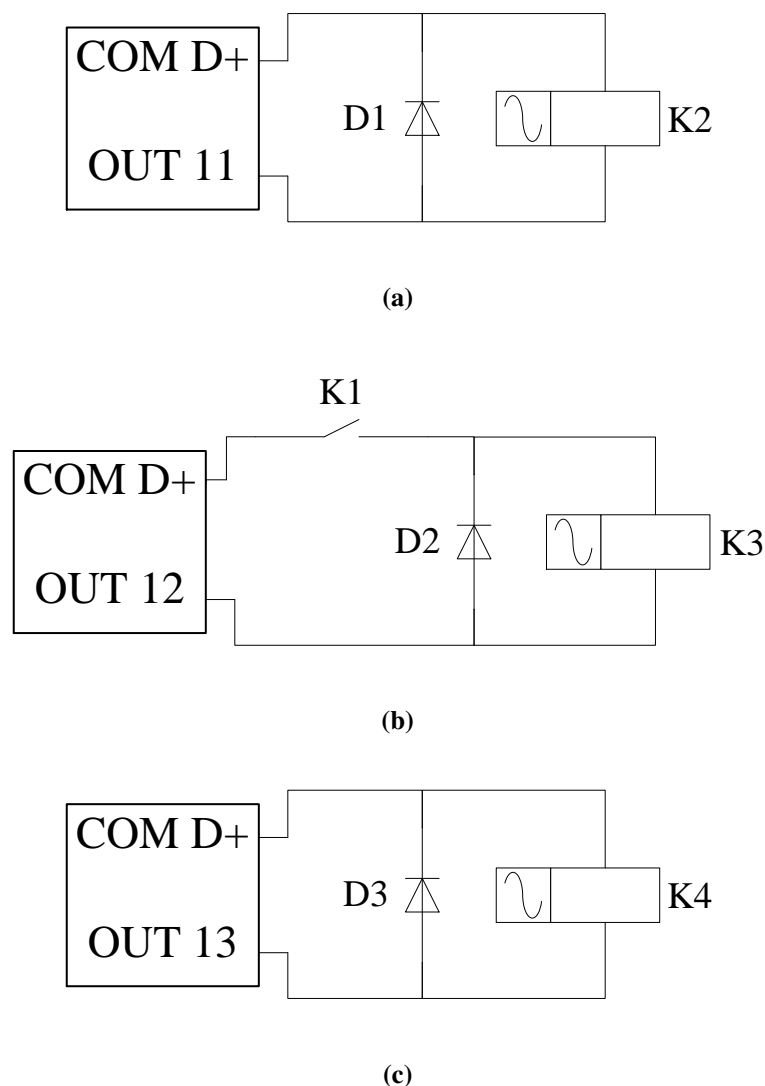 COM D+
D1
K2
OUT 11
(a)
K1
COM D+
D2
K3
OUT 12
(b)
COM D+
D3
K4
OUT 13
(c)